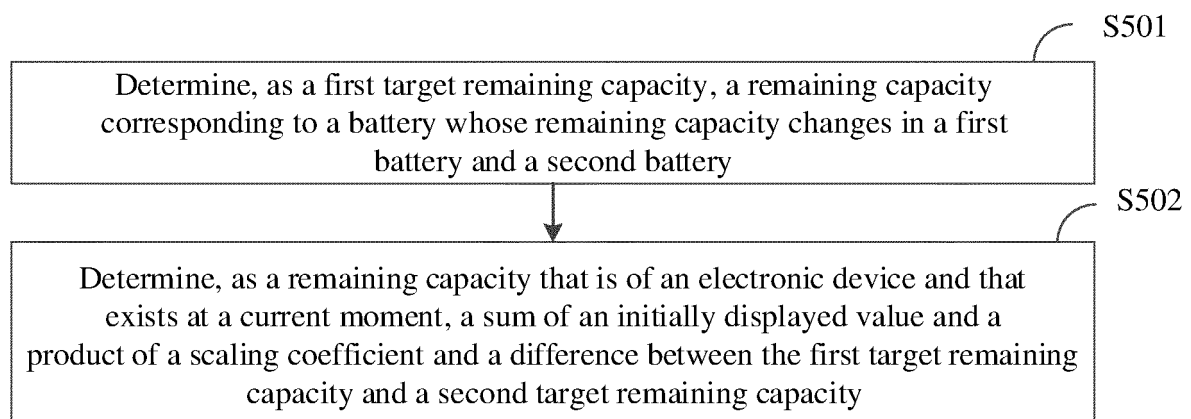 S501
Determine, as a first target remaining capacity, a remaining capacity
corresponding to a battery whose remaining capacity changes in a first
battery and a second battery
S502
Determine, as a remaining capacity that is of an electronic device and that
exists at a current moment, a sum of an initially displayed value and a
product of a scaling coefficient and a difference between the first target remaining
capacity and a second target remaining capacity